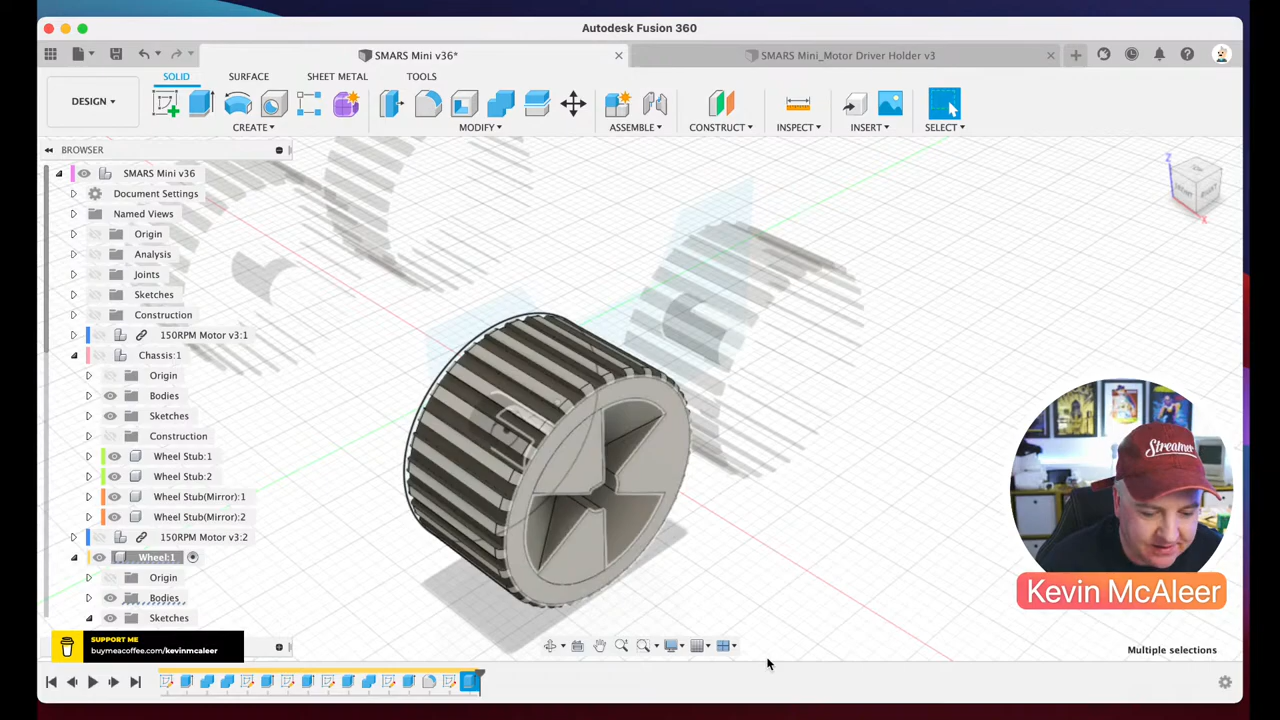 Autodesk Fusion 360
SMARS Mini v36*
SMARS Mini_Motor Driver Holder v3
SOLID SURFACE SHEET METAL TOOLS
DESIGN
CREATE
MODIFY
ASSEMBLE
CONSTRUCT
INSPECT
INSERT
SELECT
BROWSER
SMARS Mini v36
Document Settings
Named Views
Origin
Analysis
Joints
Sketches
Construction
150RPM Motor v3:1
Chassis:1
Origin
Bodies
Sketches
Construction
Wheel Stub:1
Wheel Stub:2
Wheel Stub(Mirror):1
Wheel Stub(Mirror):2
150RPM Motor v3:2
Wheel:1
Origin
Bodies
Sketches
Z
TOP
RIGHT
X
Streamer
Kevin McAleer
SUPPORT ME
buymeacoffee.com/kevinmcaleer
Multiple selections